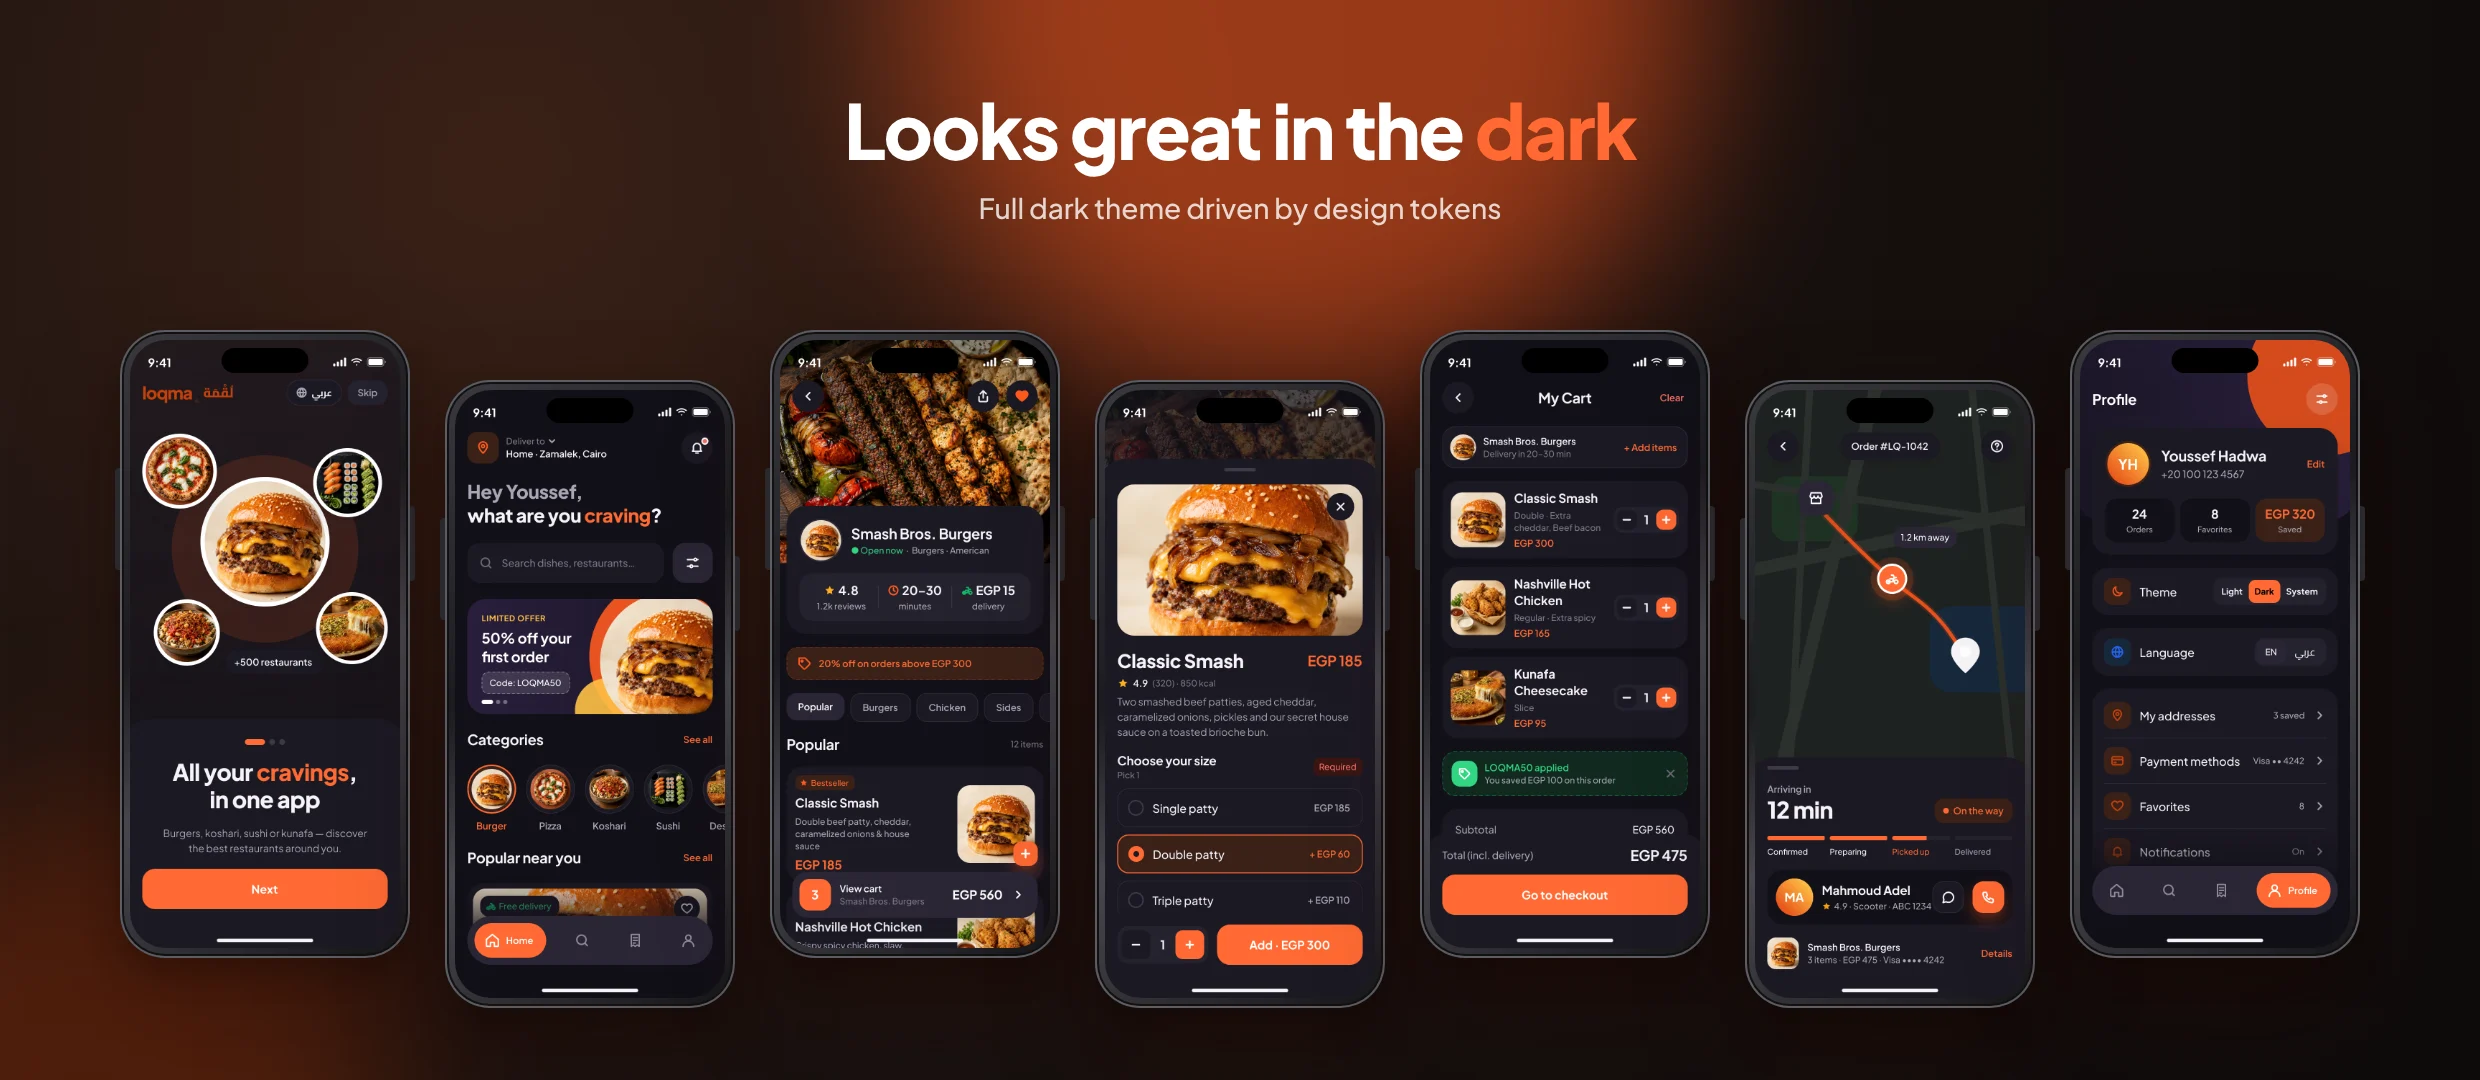 Looks great in the dark
Full dark theme driven by design tokens
9:41
loqma لُقْمَة
عربي
Skip
+500 restaurants
All your cravings,
in one app
Burgers, koshari, sushi or kunafa — discover
the best restaurants around you.
Next
9:41
Deliver to
Home · Zamalek, Cairo
Hey Youssef,
what are you craving?
Search dishes, restaurants...
LIMITED OFFER
50% off your
first order
Code: LOQMA50
Categories
See all
Burger
Pizza
Koshari
Sushi
Des
Popular near you
See all
Free delivery
Home
9:41
Smash Bros. Burgers
Open now · Burgers · American
4.8
1.2k reviews
20–30
minutes
EGP 15
delivery
20% off on orders above EGP 300
Popular
Burgers
Chicken
Sides
Popular
12 items
Bestseller
Classic Smash
Double beef patty, cheddar,
caramelized onions & house
sauce
EGP 185
3
View cart
Smash Bros. Burgers
EGP 560
Nashville Hot Chicken
Crispy spicy chicken, slaw
9:41
Classic Smash
EGP 185
4.9 (320) · 850 kcal
Two smashed beef patties, aged cheddar,
caramelized onions, pickles and our secret house
sauce on a toasted brioche bun.
Choose your size
Pick 1
Required
Single patty
EGP 185
Double patty
+ EGP 60
Triple patty
+ EGP 110
1
Add · EGP 300
9:41
My Cart
Clear
Smash Bros. Burgers
Delivery in 20–30 min
+ Add items
Classic Smash
Double · Extra
cheddar, Beef bacon
EGP 300
1
Nashville Hot
Chicken
Regular · Extra spicy
EGP 165
1
Kunafa
Cheesecake
Slice
EGP 95
1
LOQMA50 applied
You saved EGP 100 on this order
Subtotal
EGP 560
Total (incl. delivery)
EGP 475
Go to checkout
9:41
Order #LQ-1042
1.2 km away
Arriving in
12 min
On the way
Confirmed
Preparing
Picked up
Delivered
MA
Mahmoud Adel
4.9 · Scooter · ABC 1234
Smash Bros. Burgers
3 items · EGP 475 · Visa •••• 4242
Details
9:41
Profile
YH
Youssef Hadwa
+20 100 123 4567
Edit
24
Orders
8
Favorites
EGP 320
Saved
Theme
Light
Dark
System
Language
EN
عربي
My addresses
3 saved
Payment methods
Visa •• 4242
Favorites
8
Notifications
On
Profile